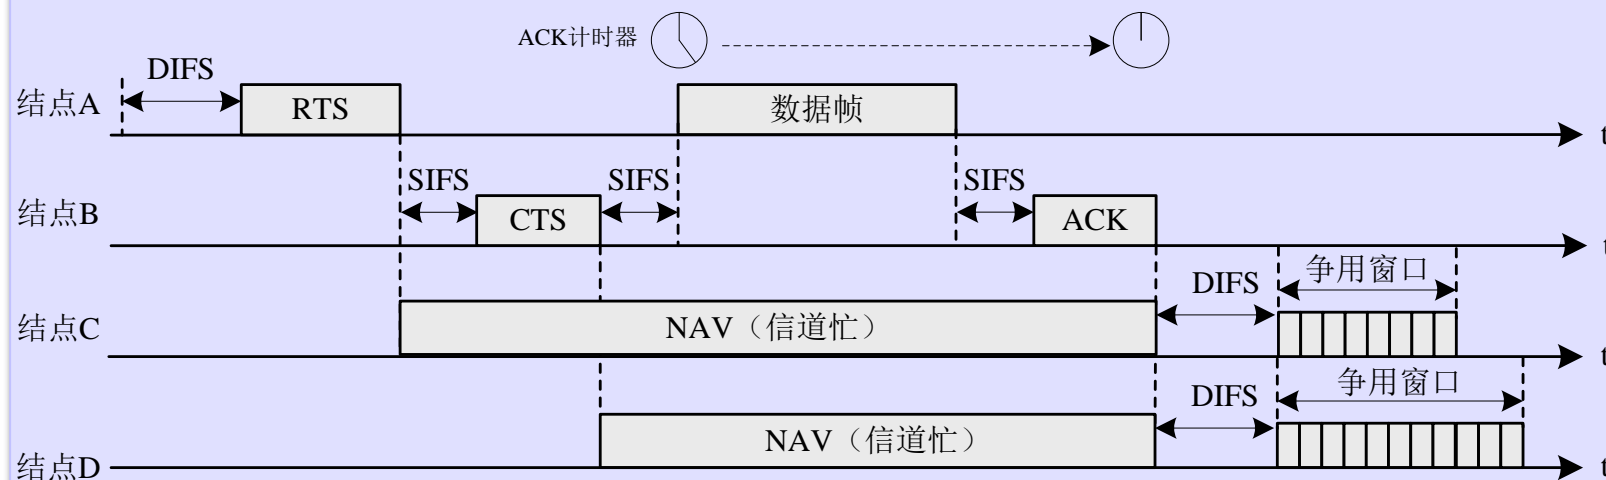 ACK计时器
DIFS
结点A
RTS
数据帧
t
SIFS
SIFS
SIFS
结点B
CTS
ACK
t
争用窗口
DIFS
结点C
NAV（信道忙）
t
争用窗口
DIFS
NAV（信道忙）
结点D
t